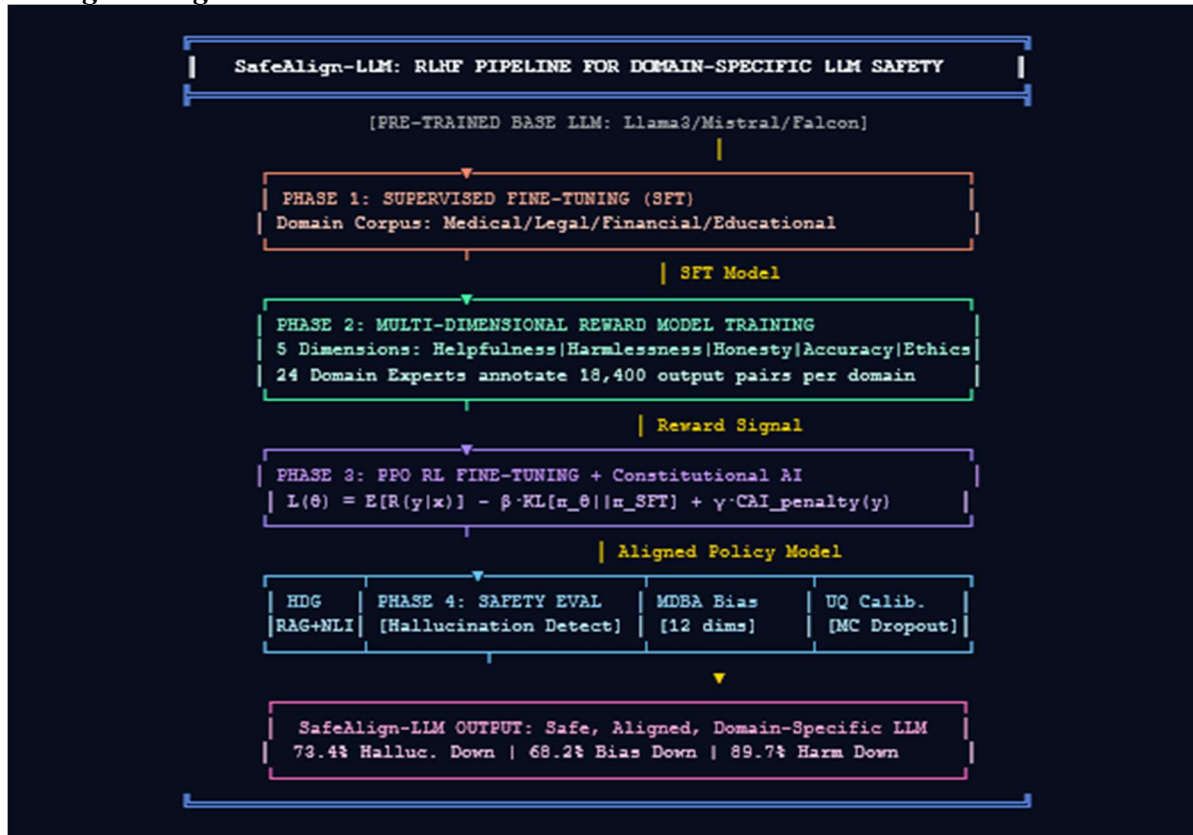 SafeAlign-LLM: RLHF PIPELINE FOR DOMAIN-SPECIFIC LLM SAFETY
[PRE-TRAINED BASE LLM: Llama3/Mistral/Falcon]
PHASE 1: SUPERVISED FINE-TUNING (SFT)
Domain Corpus: Medical/Legal/Financial/Educational
SFT Model
PHASE 2: MULTI-DIMENSIONAL REWARD MODEL TRAINING
5 Dimensions: Helpfulness|Harmlessness|Honesty|Accuracy|Ethics
24 Domain Experts annotate 18,400 output pairs per domain
Reward Signal
PHASE 3: PPO RL FINE-TUNING + Constitutional AI
L(θ) = E[R(y|x)] - β·KL[π_θ||π_SFT] + γ·CAI_penalty(y)
Aligned Policy Model
HDG | PHASE 4: SAFETY EVAL | MDBA Bias | UQ Calib.
RAG+NLI | [Hallucination Detect] | [12 dims] | [MC Dropout]
SafeAlign-LLM OUTPUT: Safe, Aligned, Domain-Specific LLM
73.4% Halluc. Down | 68.2% Bias Down | 89.7% Harm Down